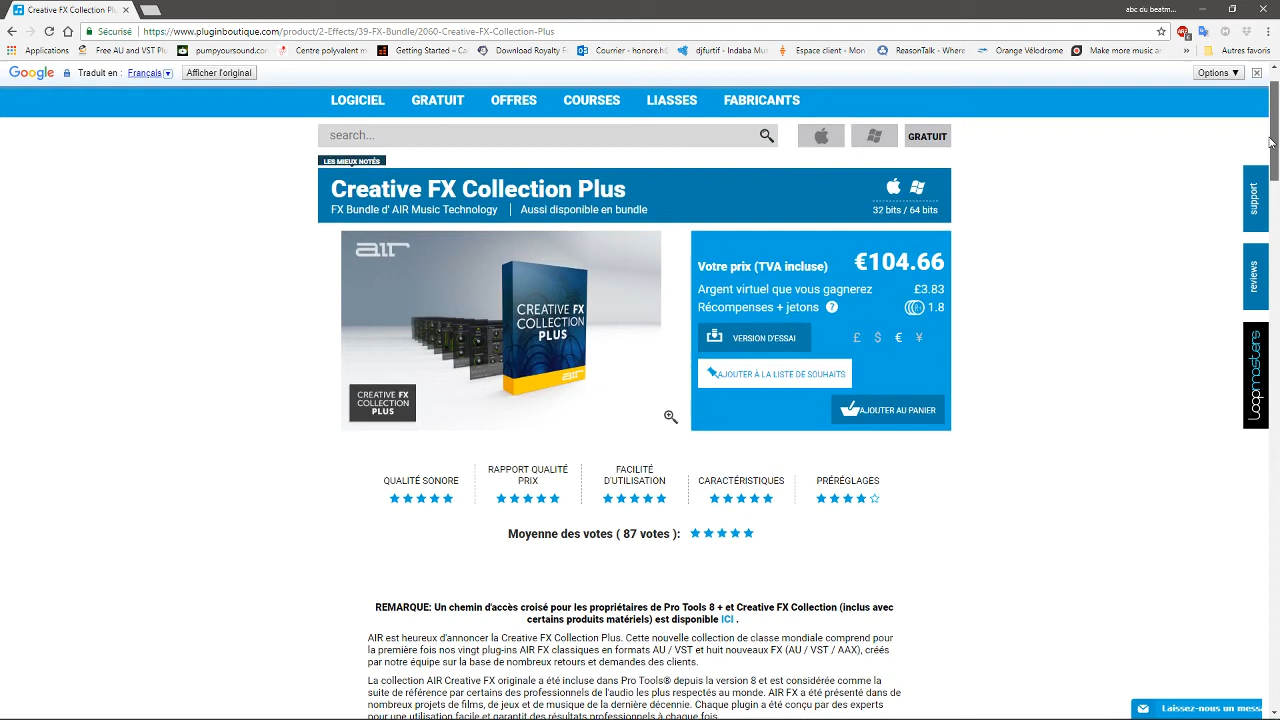 Creative FX Collection Plu
abc du beatm...
Sécurisé
https://www.pluginboutique.com/product/2-Effects/39-FX-Bundle/2060-Creative-FX-Collection-Plus
Applications
Free AU and VST Plu
pumpyoursound.com
Centre polyvalent m
Getting Started – Co
Download Royalty F
Courrier - horore.ho
djcutif - Indaba Mus
Espace client - Mon
ReasonTalk - Where
Orange Vélodrome
Make more music ar
»
Autres favoris
Google
Traduit en :
Français
Afficher l'original
Options ▼
LOGICIEL
GRATUIT
OFFRES
COURSES
LIASSES
FABRICANTS
search...
GRATUIT
LES MIEUX NOTÉS
Creative FX Collection Plus
FX Bundle d' AIR Music Technology
Aussi disponible en bundle
32 bits / 64 bits
support
reviews
Loopmasters
air
CREATIVE FX
COLLECTION
PLUS
air
CREATIVE FX
COLLECTION
PLUS
Votre prix (TVA incluse)
€104.66
Argent virtuel que vous gagnerez
£3.83
Récompenses + jetons
?
1.8
VERSION D'ESSAI
£ $ € ¥
AJOUTER À LA LISTE DE SOUHAITS
AJOUTER AU PANIER
QUALITÉ SONORE
RAPPORT QUALITÉ
PRIX
FACILITÉ
D'UTILISATION
CARACTÉRISTIQUES
PRÉRÉGLAGES
Moyenne des votes ( 87 votes ):
REMARQUE: Un chemin d'accès croisé pour les propriétaires de Pro Tools 8 + et Creative FX Collection (inclus avec
certains produits matériels) est disponible ICI .
AIR est heureux d'annoncer la Creative FX Collection Plus. Cette nouvelle collection de classe mondiale comprend pour
la première fois nos vingt plug-ins AIR FX classiques en formats AU / VST et huit nouveaux FX (AU / VST / AAX), créés
par notre équipe sur la base de nombreux retours et demandes des clients.
La collection AIR Creative FX originale a été incluse dans Pro Tools® depuis la version 8 et est considérée comme la
suite de référence par certains des professionnels de l'audio les plus respectés au monde. AIR FX a été présenté dans de
nombreux projets de films, de jeux et de musique de la dernière décennie. Chaque plugin a été conçu par des experts
pour une utilisation facile et garantit des résultats professionnels à chaque fois.
Laissez-nous un mess